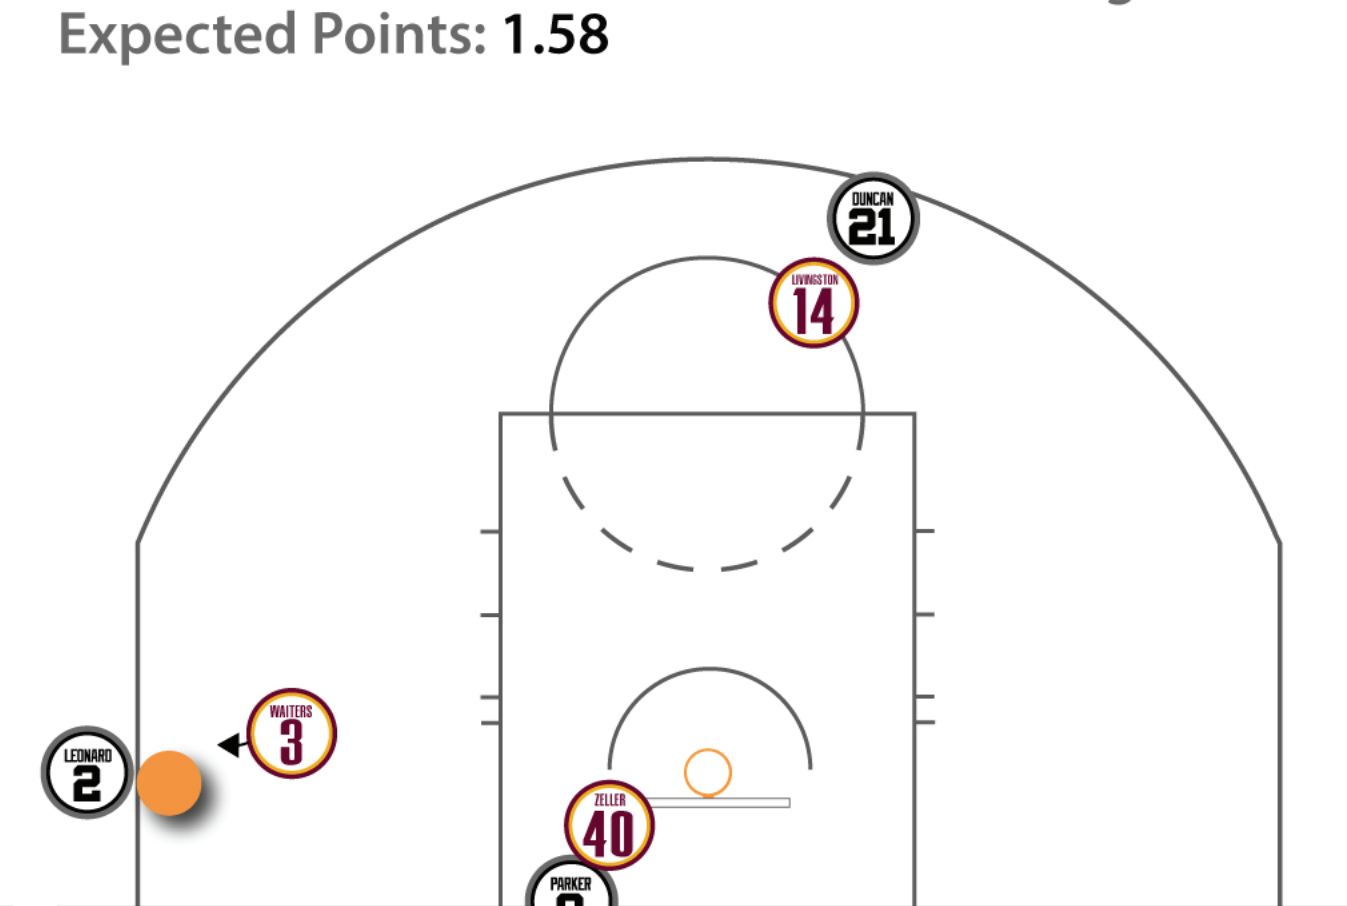 Expected Points: 1.58
DUNCAN
21
LIVINGSTON
14
WAITERS
3
LEONARD
2
ZELLER
40
PARKER